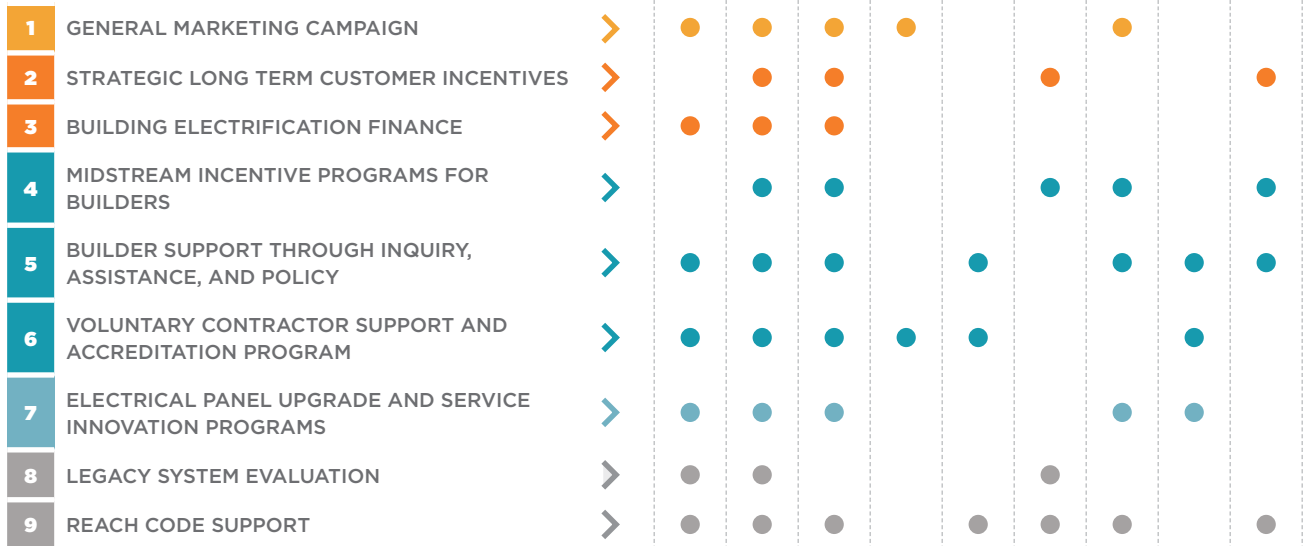 1 GENERAL MARKETING CAMPAIGN
2 STRATEGIC LONG TERM CUSTOMER INCENTIVES
3 BUILDING ELECTRIFICATION FINANCE
4 MIDSTREAM INCENTIVE PROGRAMS FOR
BUILDERS
5 BUILDER SUPPORT THROUGH INQUIRY,
ASSISTANCE, AND POLICY
6 VOLUNTARY CONTRACTOR SUPPORT AND
ACCREDITATION PROGRAM
7 ELECTRICAL PANEL UPGRADE AND SERVICE
INNOVATION PROGRAMS
8 LEGACY SYSTEM EVALUATION
9 REACH CODE SUPPORT